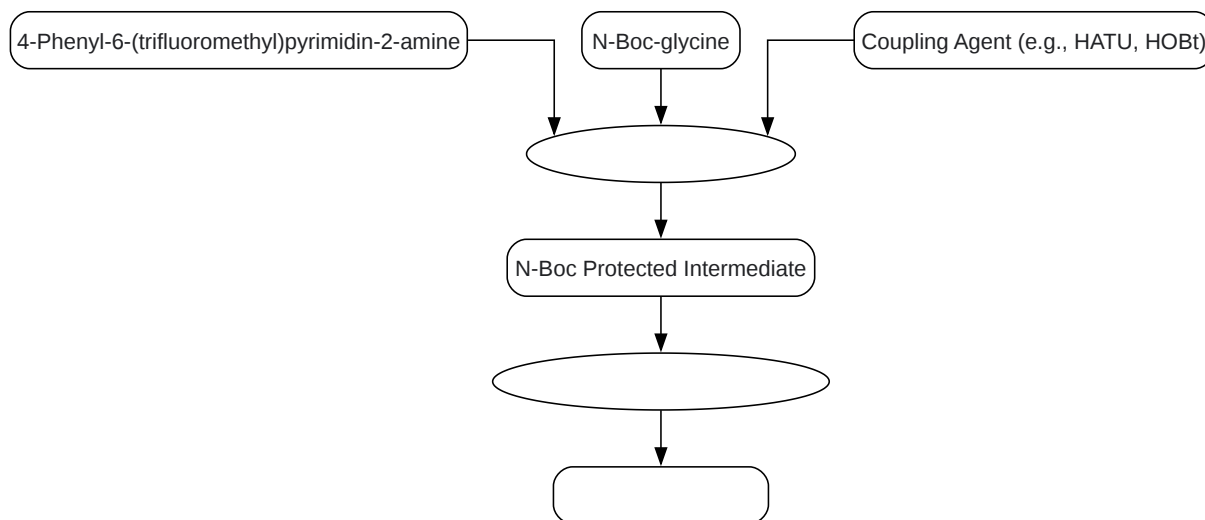 4-Phenyl-6-(trifluoromethyl)pyrimidin-2-amine
N-Boc-glycine
Coupling Agent (e.g., HATU, HOBt)
N-Boc Protected Intermediate